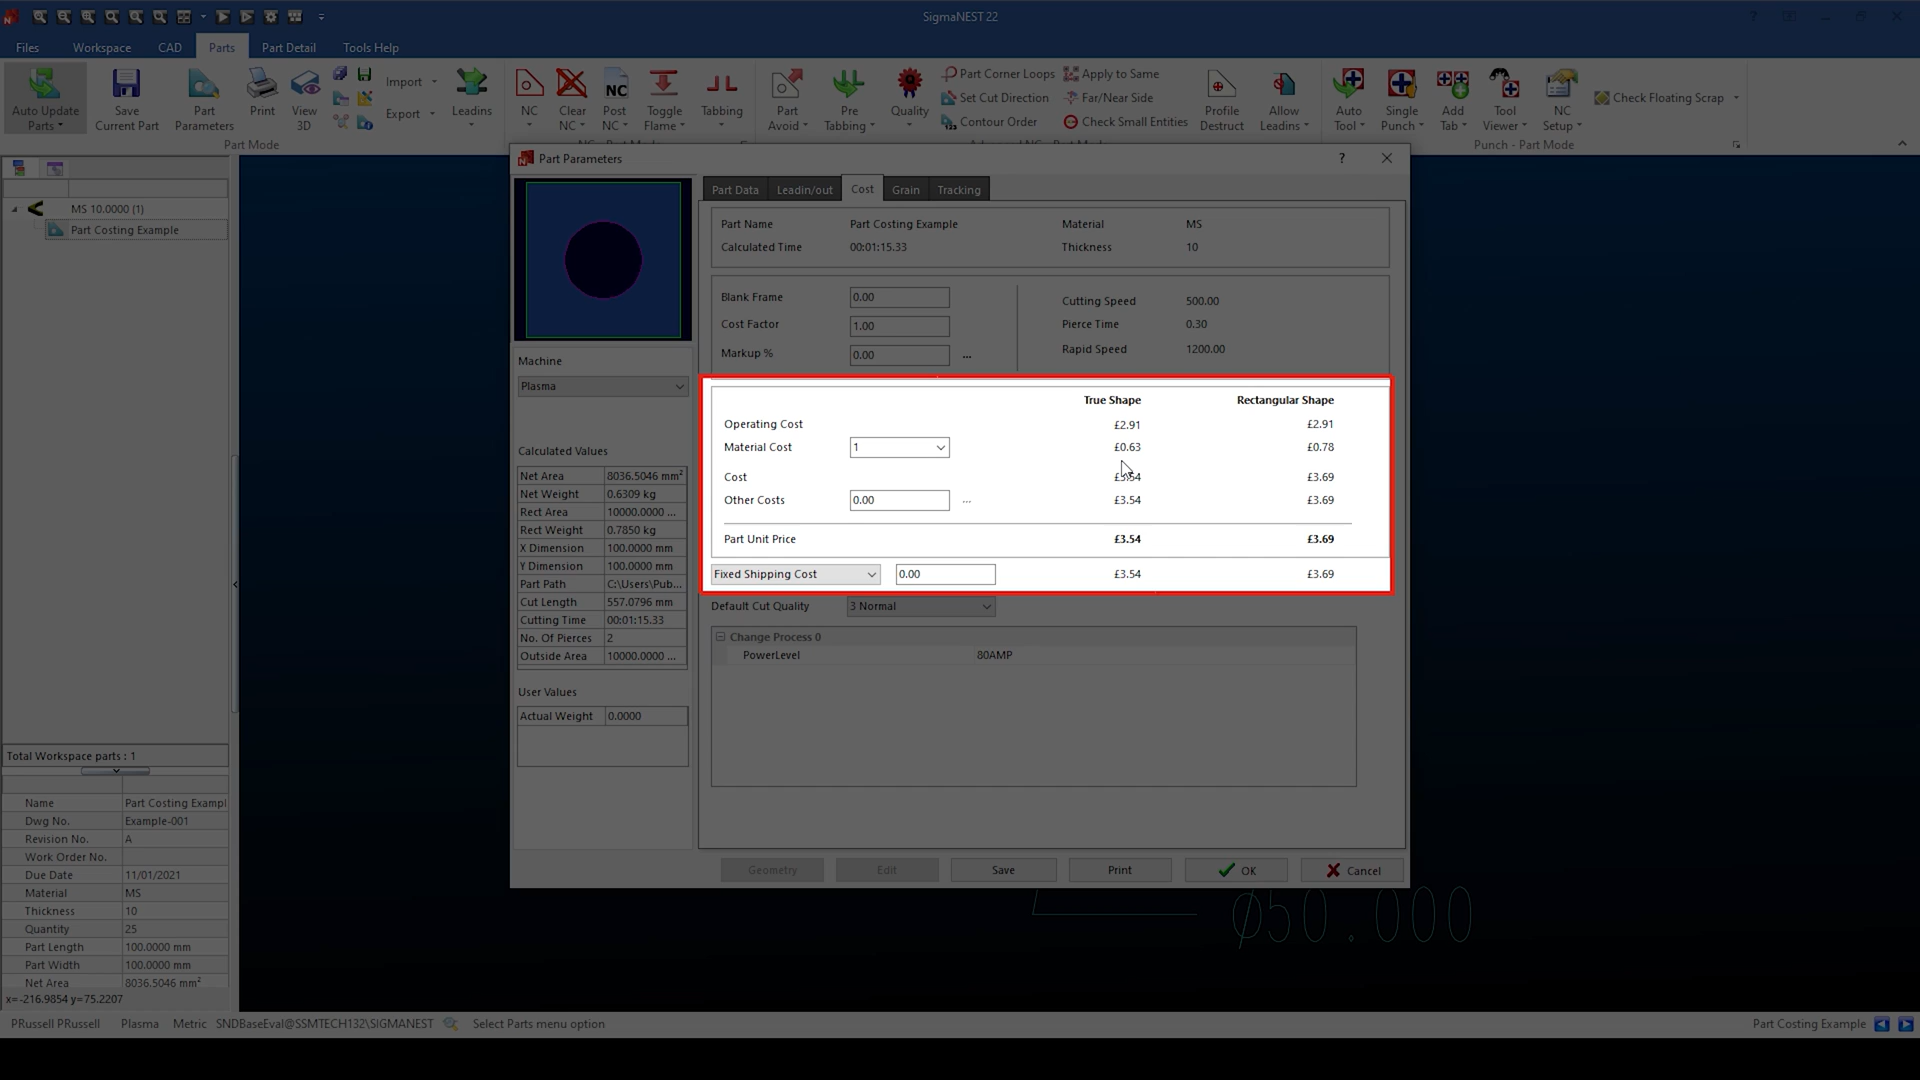 SigmaNEST 22
Files Workspace CAD Parts Part Detail Tools Help
Auto Update Parts
Save Current Part
Part Parameters
Print
View 3D
Import
Export
Leadins
NC
Clear NC
Post NC
Toggle Flame
Tabbing
Part Avoid
Pre Tabbing
Quality
Part Corner Loops
Set Cut Direction
Contour Order
Apply to Same
Far/Near Side
Check Small Entities
Profile Destruct
Allow Leadins
Auto Tool
Single Punch
Add Tab
Tool Viewer
NC Setup
Check Floating Scrap
Part Mode
Punch - Part Mode
MS 10.0000 (1)
Part Costing Example
Total Workspace parts : 1
Name Part Costing Exampl
Dwg No. Example-001
Revision No. A
Work Order No.
Due Date 11/01/2021
Material MS
Thickness 10
Quantity 25
Part Length 100.0000 mm
Part Width 100.0000 mm
Net Area 8036.5046 mm²
x=-216.9854 y=75.2207
Part Parameters
?
Machine
Plasma
Calculated Values
Net Area 8036.5046 mm²
Net Weight 0.6309 kg
Rect Area 10000.0000 ...
Rect Weight 0.7850 kg
X Dimension 100.0000 mm
Y Dimension 100.0000 mm
Part Path C:\Users\Pub...
Cut Length 557.0796 mm
Cutting Time 00:01:15.33
No. Of Pierces 2
Outside Area 10000.0000 ...
User Values
Actual Weight 0.0000
Part Data Leadin/out Cost Grain Tracking
Part Name Part Costing Example Material MS
Calculated Time 00:01:15.33 Thickness 10
Blank Frame 0.00 Cutting Speed 500.00
Cost Factor 1.00 Pierce Time 0.30
Markup % 0.00 ... Rapid Speed 1200.00
True Shape Rectangular Shape
Operating Cost £2.91 £2.91
Material Cost 1 £0.63 £0.78
Cost £3.54 £3.69
Other Costs 0.00 ... £3.54 £3.69
Part Unit Price £3.54 £3.69
Fixed Shipping Cost 0.00 £3.54 £3.69
Default Cut Quality 3 Normal
Change Process 0
PowerLevel 80AMP
Geometry Edit Save Print OK Cancel
Ø50.000
PRussell PRussell Plasma Metric SNDBaseEval@SSMTECH132\SIGMANEST Select Parts menu option Part Costing Example